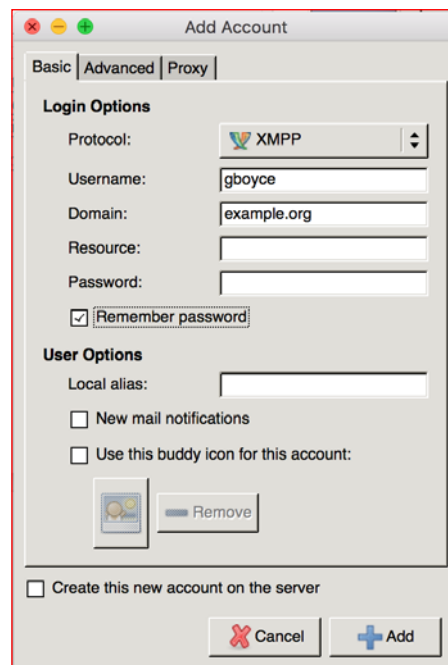 Add Account
Basic Advanced Proxy
Login Options
Protocol: XMPP
Username: gboyce
Domain: example.org
Resource:
Password:
Remember password
User Options
Local alias:
New mail notifications
Use this buddy icon for this account:
Remove
Create this new account on the server
Cancel Add